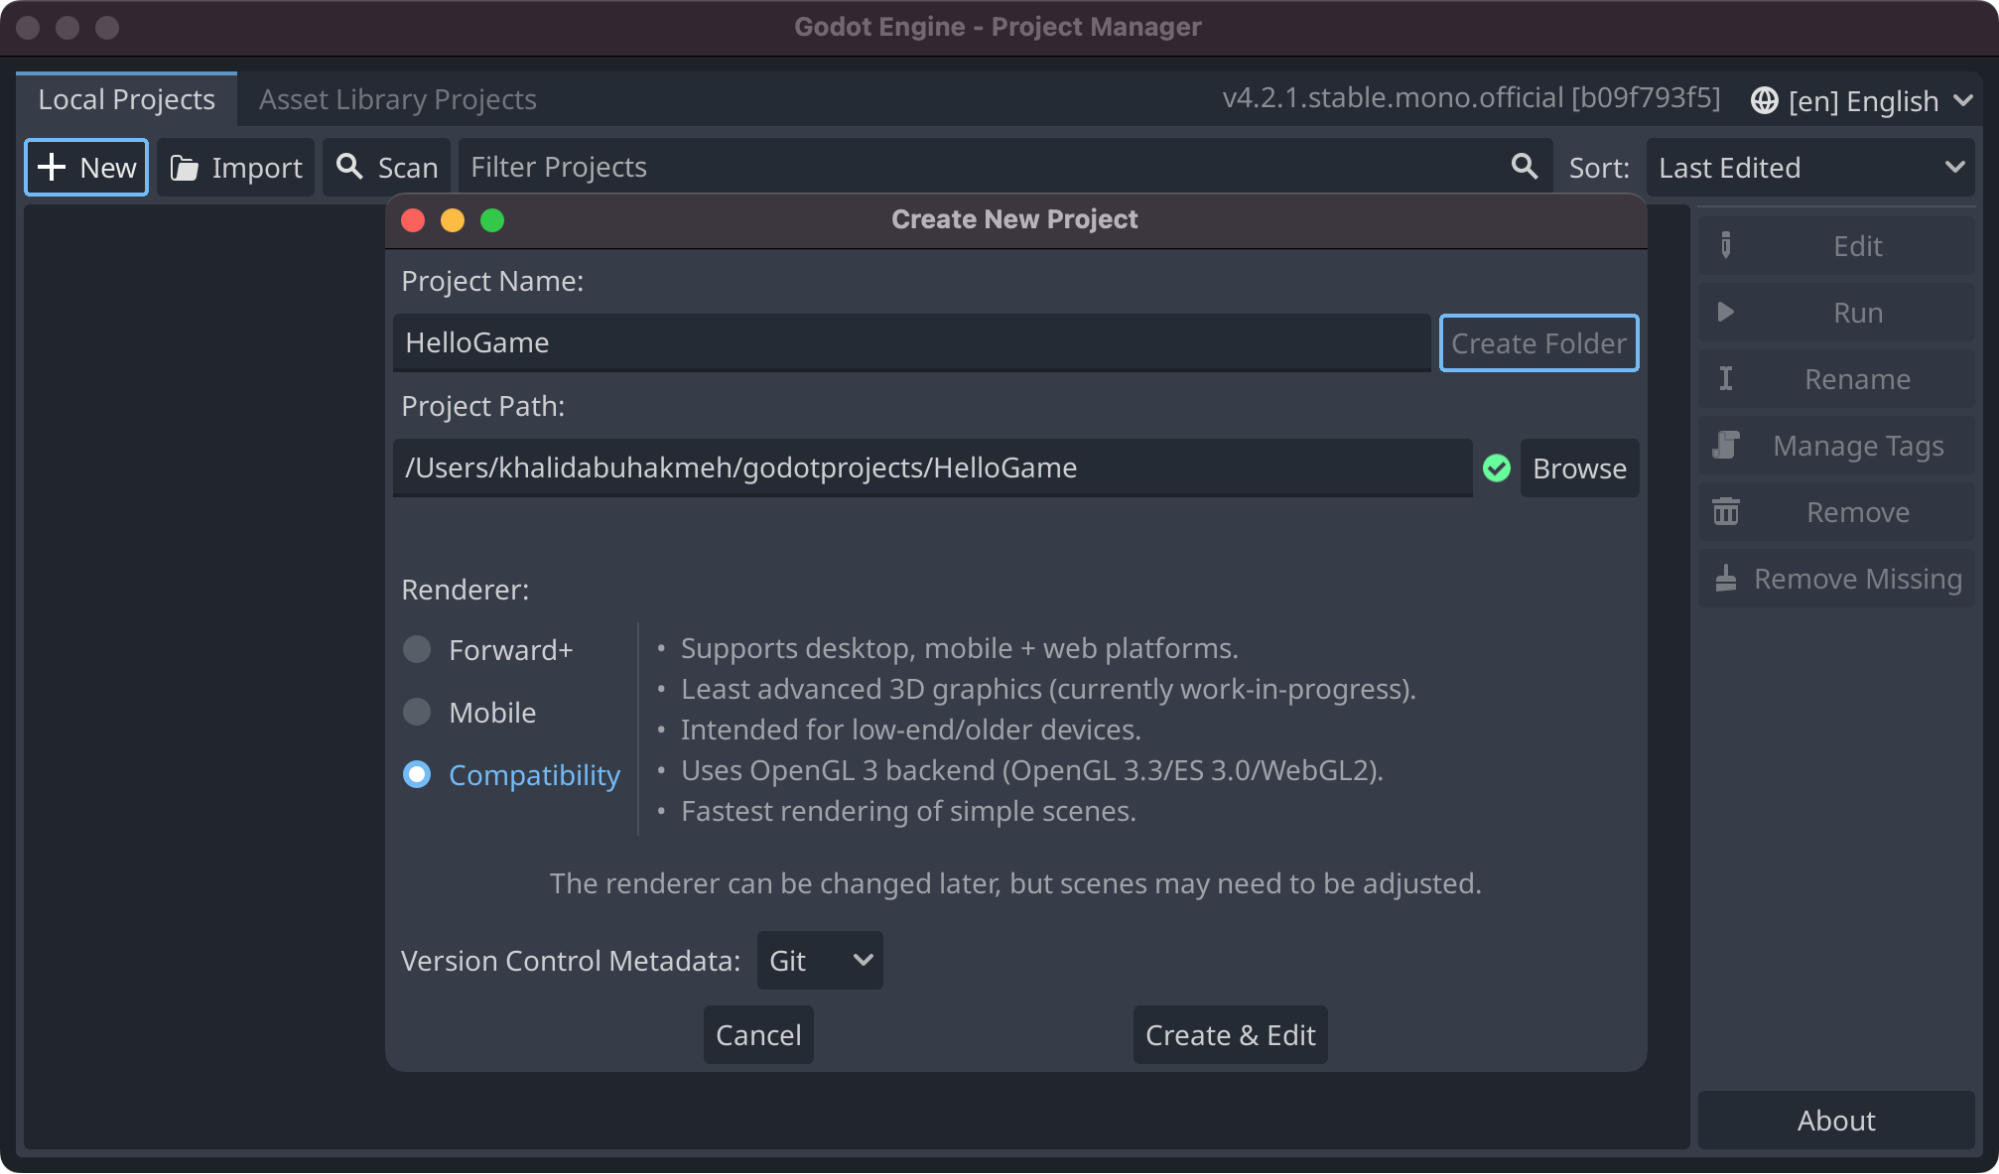 Godot Engine - Project Manager
Local Projects
Asset Library Projects
v4.2.1.stable.mono.official [b09f793f5]
[en] English
New
Import
Scan
Filter Projects
Sort:
Last Edited
Create New Project
Project Name:
HelloGame
Create Folder
Project Path:
/Users/khalidabuhakmeh/godotprojects/HelloGame
Browse
Renderer:
Forward+
Mobile
Compatibility
• Supports desktop, mobile + web platforms.
• Least advanced 3D graphics (currently work-in-progress).
• Intended for low-end/older devices.
• Uses OpenGL 3 backend (OpenGL 3.3/ES 3.0/WebGL2).
• Fastest rendering of simple scenes.
The renderer can be changed later, but scenes may need to be adjusted.
Version Control Metadata:
Git
Cancel
Create & Edit
Edit
Run
Rename
Manage Tags
Remove
Remove Missing
About